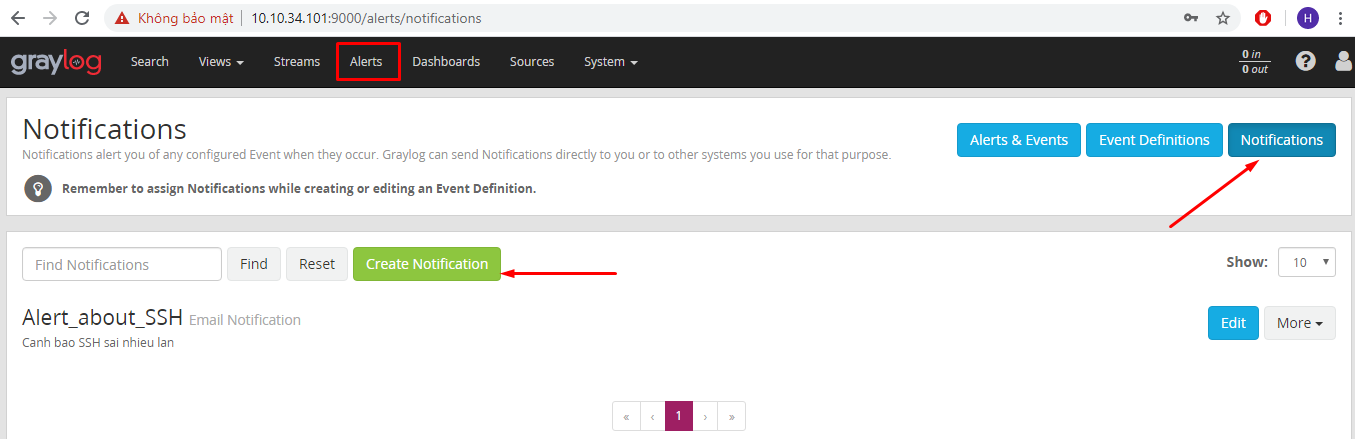 Không bảo mật 10.10.34.101:9000/alerts/notifications H
graylog Search Views Streams Alerts Dashboards Sources System 0 in
0 out
Notifications
Alerts & Events Event Definitions Notifications
Notifications alert you of any configured Event when they occur. Graylog can send Notifications directly to you or to other systems you use for that purpose.
Remember to assign Notifications while creating or editing an Event Definition.
Find Notifications Find Reset Create Notification Show: 10
Alert_about_SSH Email Notification Edit More
Canh bao SSH sai nhieu lan
« ‹ 1 › »